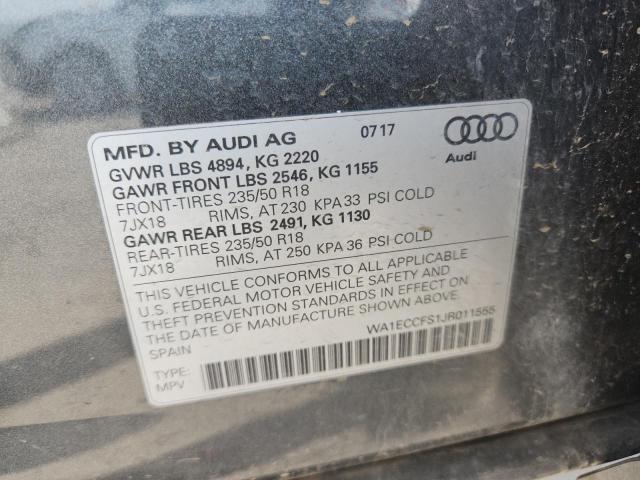 MFD. BY AUDI AG 0717
GVWR LBS 4894, KG 2220
GAWR FRONT LBS 2546, KG 1155
FRONT-TIRES 235/50 R18
7JX18 RIMS, AT 230 KPA 33 PSI COLD
GAWR REAR LBS 2491, KG 1130
REAR-TIRES 235/50 R18
7JX18 RIMS, AT 250 KPA 36 PSI COLD
Audi
THIS VEHICLE CONFORMS TO ALL APPLICABLE
U.S. FEDERAL MOTOR VEHICLE SAFETY AND
THEFT PREVENTION STANDARDS IN EFFECT ON
THE DATE OF MANUFACTURE SHOWN ABOVE.
SPAIN WA1ECCFS1JR011555
TYPE:
MPV